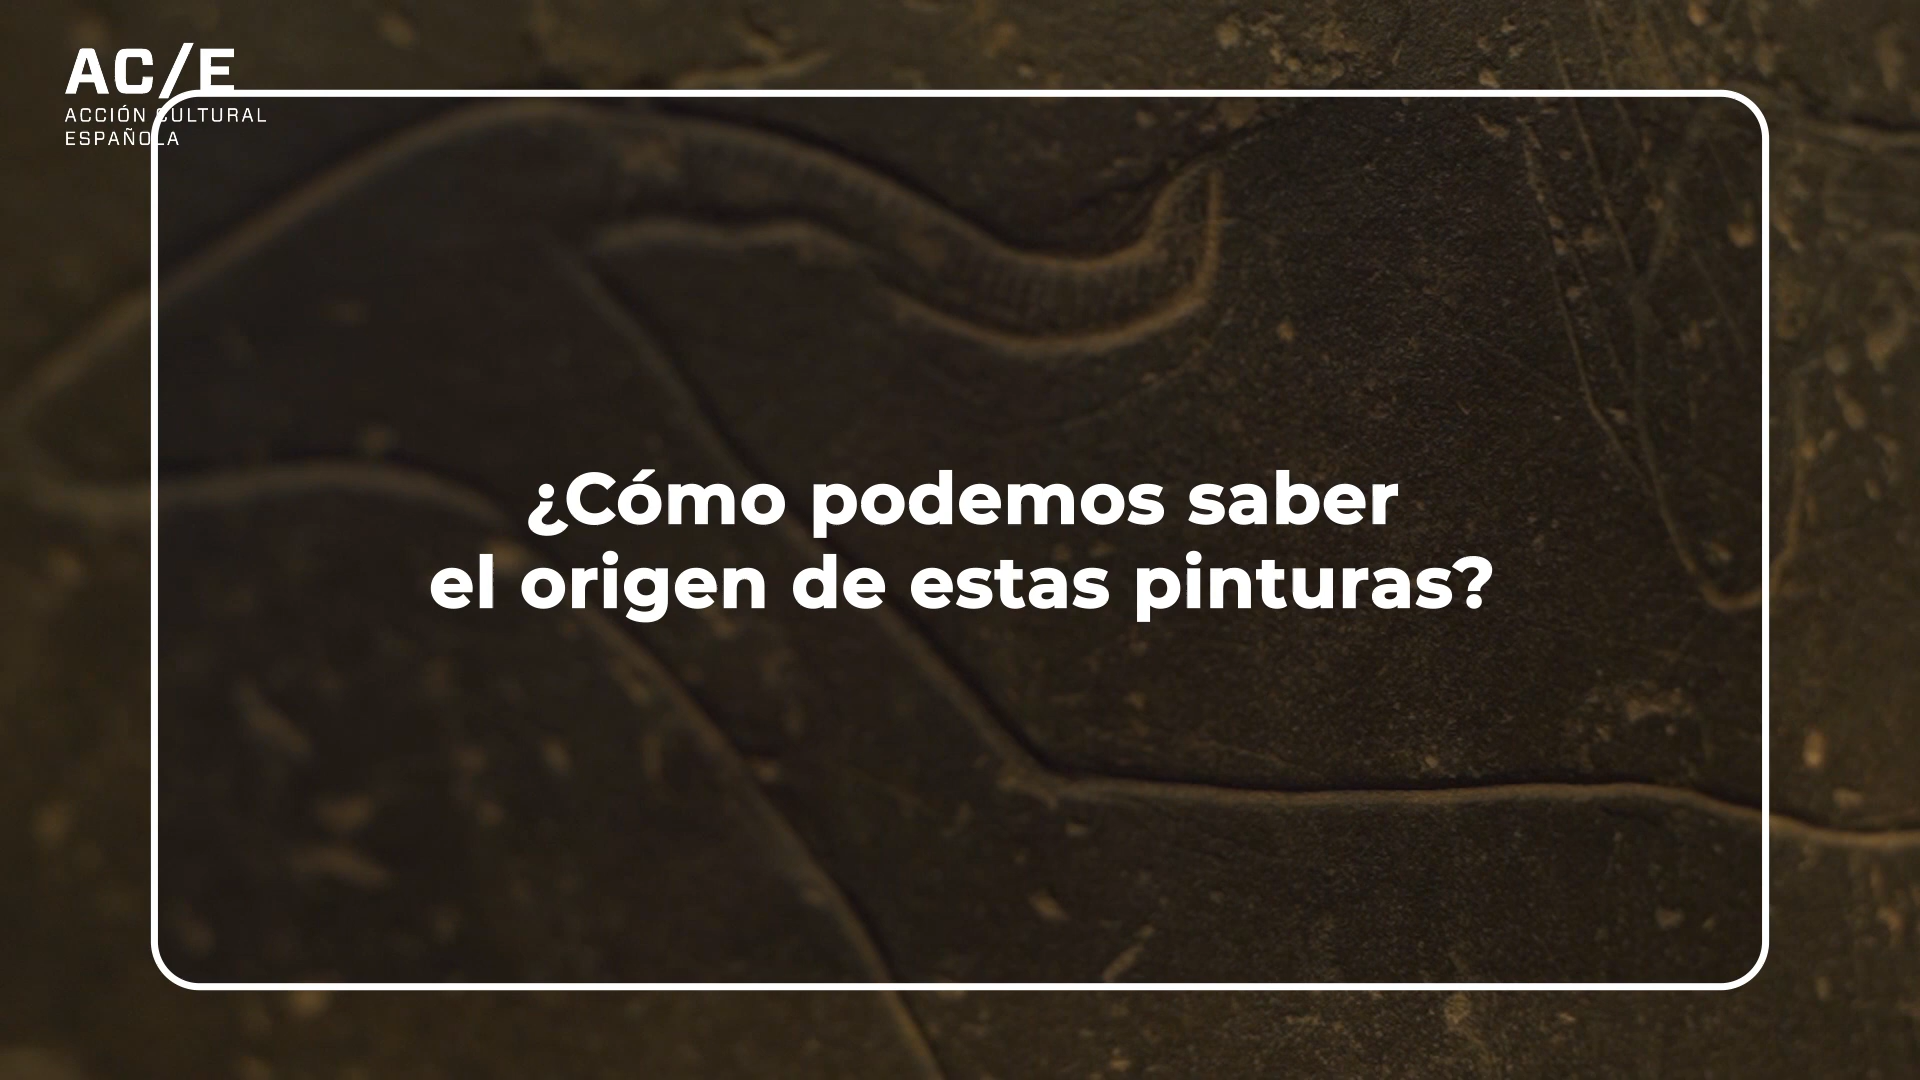 AC/E
ACCIÓN CULTURAL
ESPAÑOLA
¿Cómo podemos saber
el origen de estas pinturas?